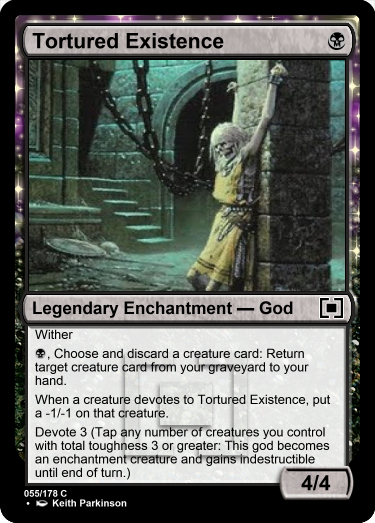 Tortured Existence
Legendary Enchantment — God
Wither
, Choose and discard a creature card: Return
target creature card from your graveyard to your
hand.
When a creature devotes to Tortured Existence, put
a -1/-1 on that creature.
Devote 3 (Tap any number of creatures you control
with total toughness 3 or greater: This god becomes
an enchantment creature and gains indestructible
until end of turn.)
4/4
055/178 C
• Keith Parkinson